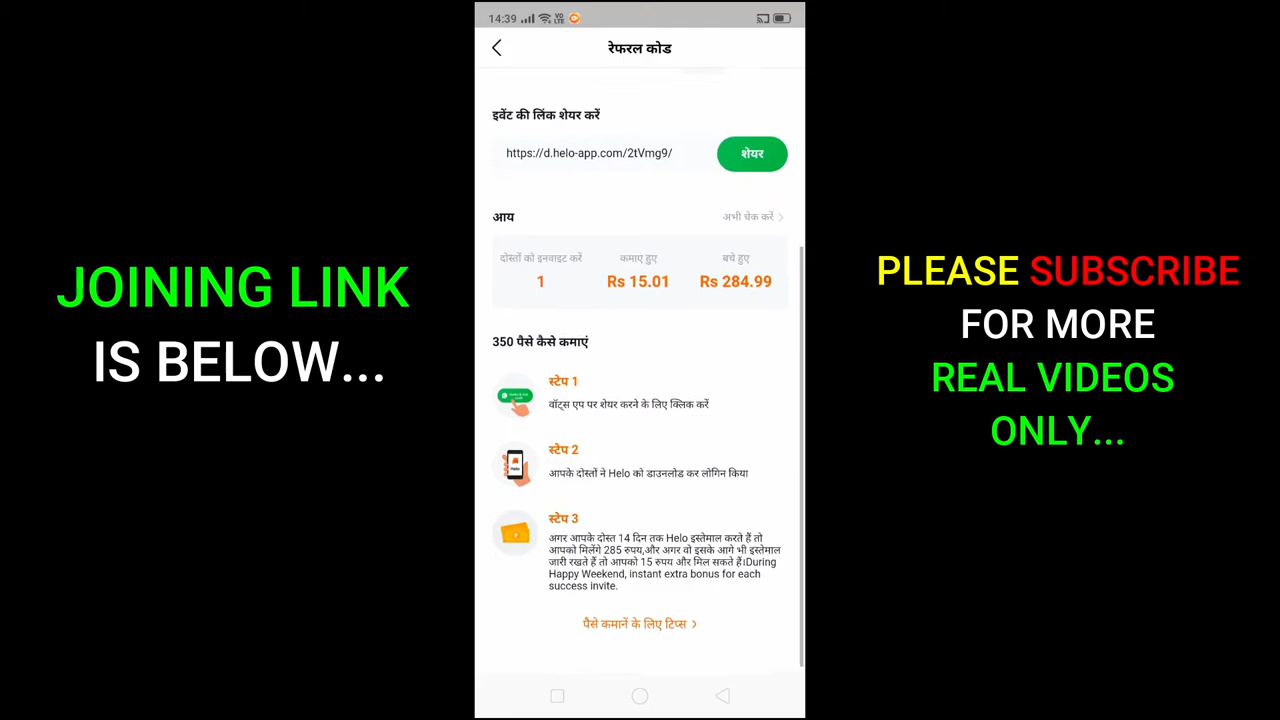 14:39
VO
LTE
रेफरल कोड
इवेंट की लिंक शेयर करें
https://d.helo-app.com/2tVmg9/
शेयर
आय
अभी चेक करें >
दोस्तों को इनवाइट करें
कमाए हुए
बचे हुए
1
Rs 15.01
Rs 284.99
350 पैसे कैसे कमाएं
स्टेप 1
वॉट्स एप पर शेयर करने के लिए क्लिक करें
स्टेप 2
Helo
आपके दोस्तों ने Helo को डाउनलोड कर लोगिन किया
स्टेप 3
अगर आपके दोस्त 14 दिन तक Helo इस्तेमाल करते हैं तो
आपको मिलेंगे 285 रुपय,और अगर वो इसके आगे भी इस्तेमाल
जारी रखते हैं तो आपको 15 रुपय और मिल सकते हैं।During
Happy Weekend, instant extra bonus for each
success invite.
पैसे कमानें के लिए टिप्स >
JOINING LINK
IS BELOW...
PLEASE SUBSCRIBE
FOR MORE
REAL VIDEOS
ONLY...